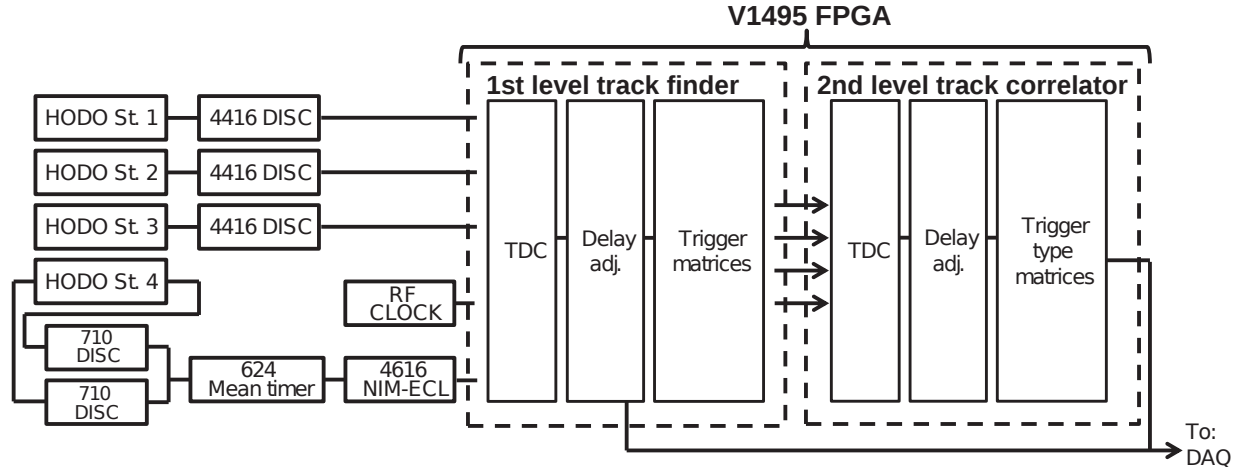 V1495 FPGA
1st level track finder
2nd level track correlator
HODO St. 1
4416 DISC
HODO St. 2
4416 DISC
HODO St. 3
4416 DISC
HODO St. 4
TDC
Delay
adj.
Trigger
matrices
TDC
Delay
adj.
Trigger
type
matrices
RF
CLOCK
710
DISC
710
DISC
624
Mean timer
4616
NIM-ECL
To:
DAQ